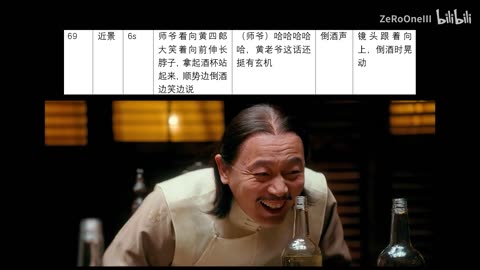 ZeRoOneIII bilibili
69 近景 6s 师爷看向黄四郎 （师爷）哈哈哈哈 倒酒声 镜头跟着向
大笑着向前伸长 哈，黄老爷这话还 上，倒酒时晃
脖子，拿起酒杯站 挺有玄机 动
起来，顺势边倒酒
边笑边说